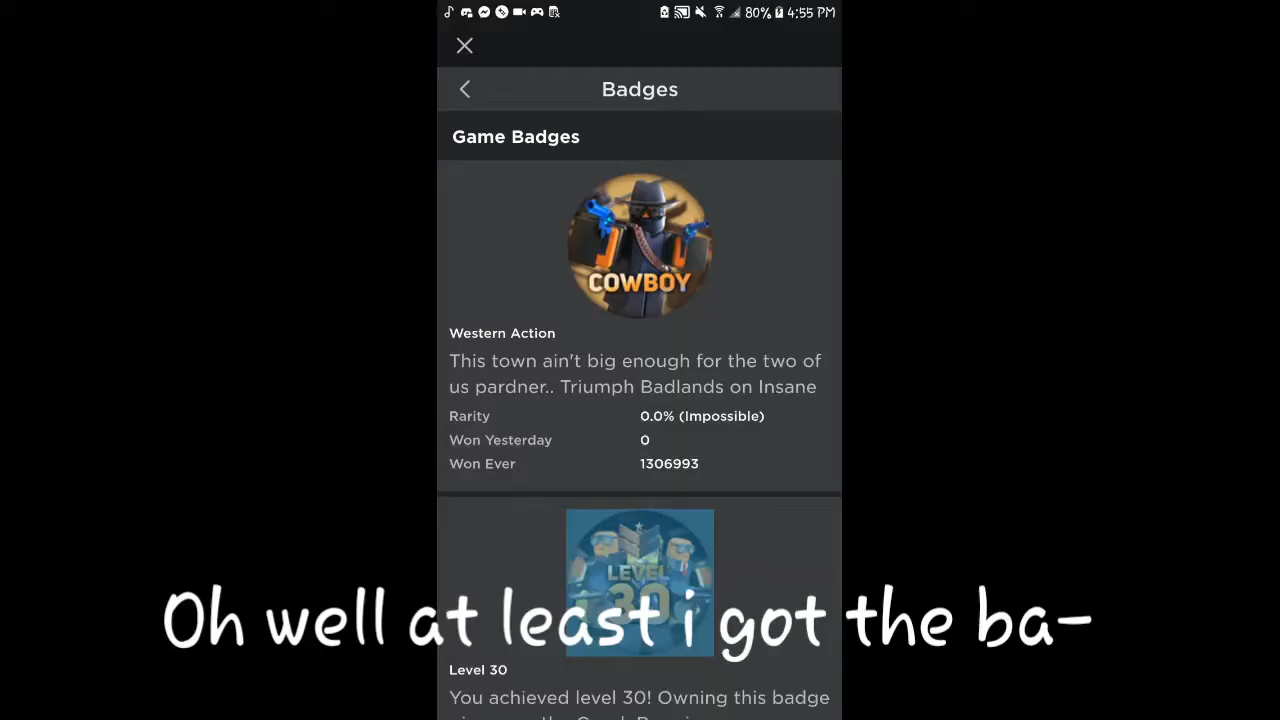 80% 4:55 PM
Badges
Game Badges
COWBOY
Western Action
This town ain't big enough for the two of
us pardner.. Triumph Badlands on Insane
Rarity 0.0% (Impossible)
Won Yesterday 0
Won Ever 1306993
LEVEL
30
Oh well at least i got the ba-
Level 30
You achieved level 30! Owning this badge